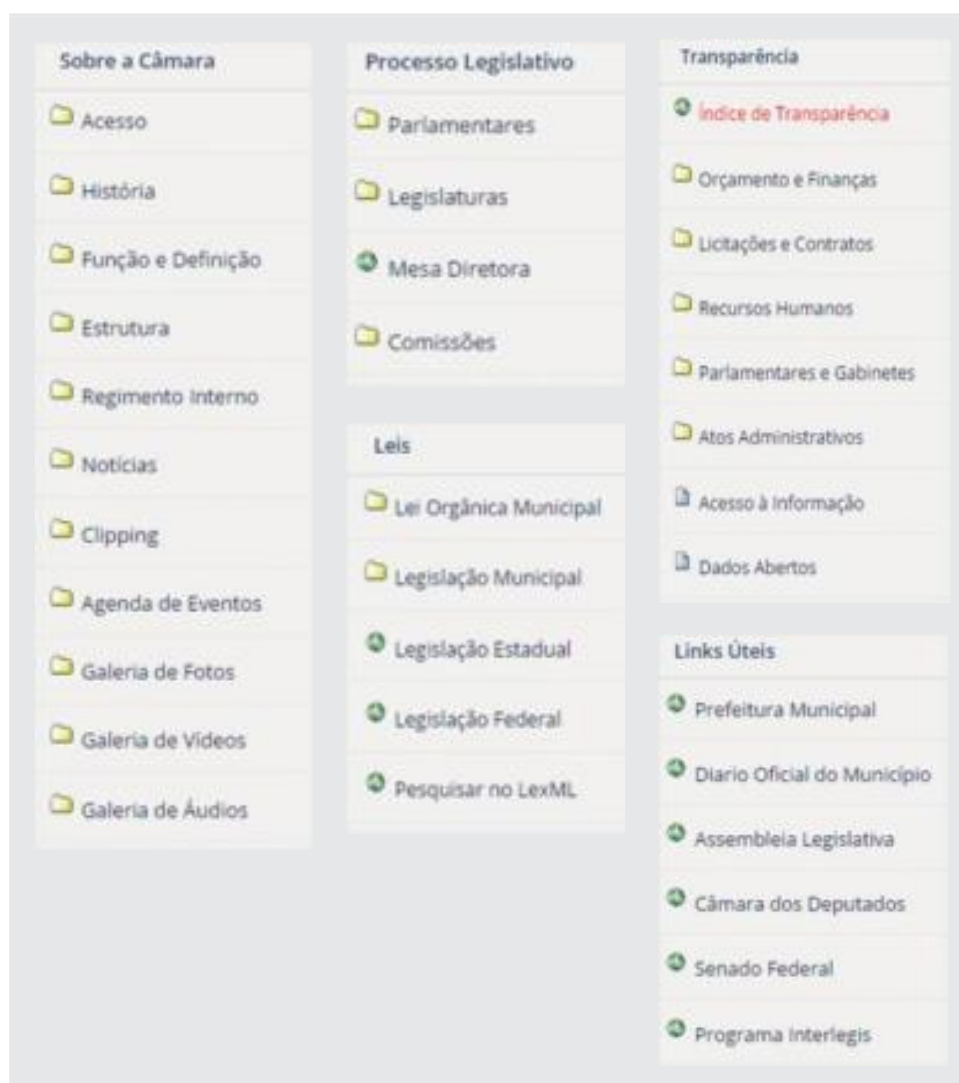 Sobre a Câmara
Acesso
História
Função e Definição
Estrutura
Regimento Interno
Notícias
Clipping
Agenda de Eventos
Galeria de Fotos
Galeria de Vídeos
Galeria de Áudios
Processo Legislativo
Parlamentares
Legislaturas
Mesa Diretora
Comissões
Leis
Lei Orgânica Municipal
Legislação Municipal
Legislação Estadual
Legislação Federal
Pesquisar no LexML
Transparência
Índice de Transparência
Orçamento e Finanças
Licitações e Contratos
Recursos Humanos
Parlamentares e Gabinetes
Atos Administrativos
Acesso à Informação
Dados Abertos
Links Úteis
Prefeitura Municipal
Diario Oficial do Município
Assembleia Legislativa
Câmara dos Deputados
Senado Federal
Programa Interlegis